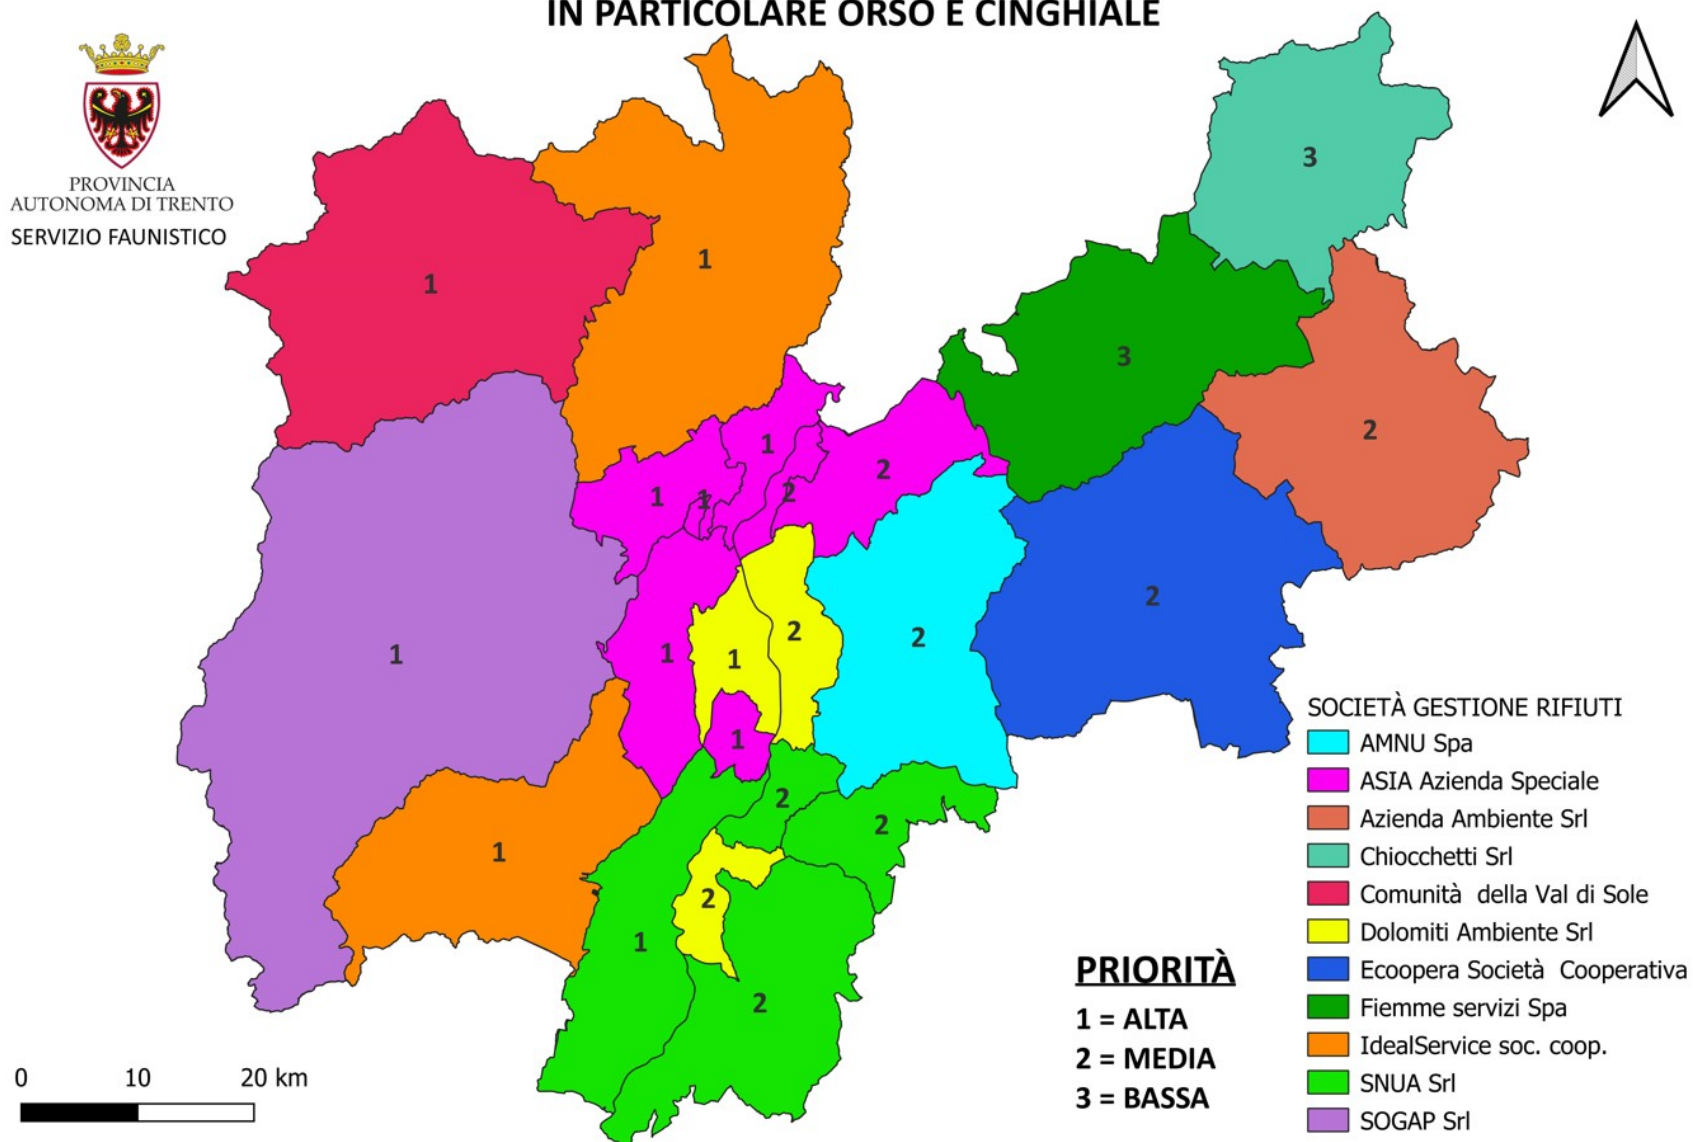 IN PARTICOLARE ORSO E CINGHIALE
PROVINCIA
AUTONOMA DI TRENTO
SERVIZIO FAUNISTICO
3
1
1
3
2
1
2
1
1
2
2
2
1
1
2
1
2
1
2
2
1
2
1
2
SOCIETÀ GESTIONE RIFIUTI
AMNU Spa
ASIA Azienda Speciale
Azienda Ambiente Srl
Chiocchetti Srl
Comunità della Val di Sole
Dolomiti Ambiente Srl
Ecoopera Società Cooperativa
Fiemme servizi Spa
IdealService soc. coop.
SNUA Srl
SOGAP Srl
PRIORITÀ
1 = ALTA
2 = MEDIA
3 = BASSA
0 10 20 km